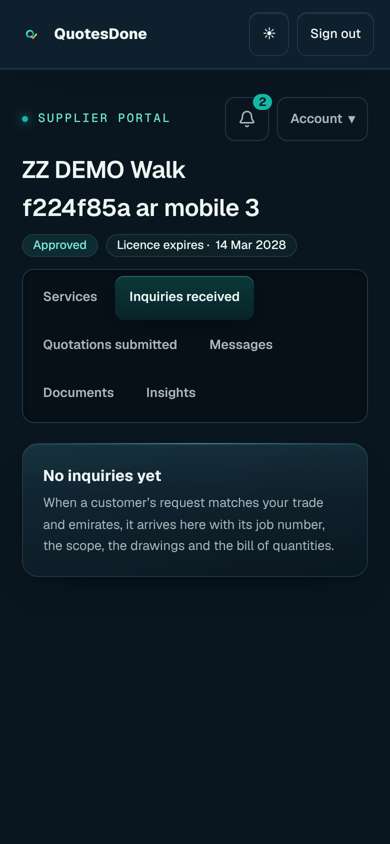 QuotesDone
Sign out
SUPPLIER PORTAL
2
Account ▾
ZZ DEMO Walk
f224f85a ar mobile 3
Approved
Licence expires · 14 Mar 2028
Services
Inquiries received
Quotations submitted
Messages
Documents
Insights
No inquiries yet
When a customer's request matches your trade
and emirates, it arrives here with its job number,
the scope, the drawings and the bill of quantities.